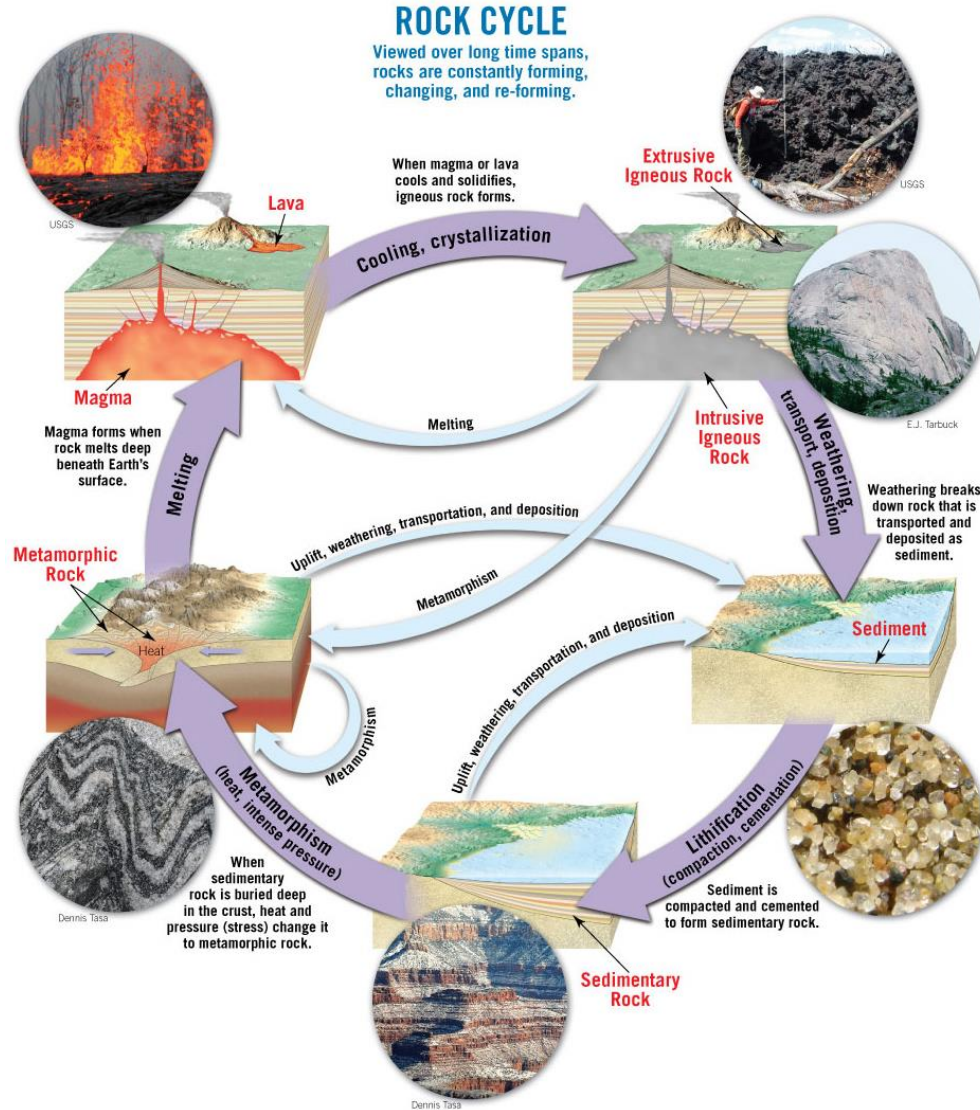 ROCK CYCLE
Viewed over long time spans,
rocks are constantly forming,
changing, and re-forming.
USGS
Lava
When magma or lava
cools and solidifies,
igneous rock forms.
Cooling, crystallization
Extrusive
Igneous Rock
USGS
Magma
Magma forms when
rock melts deep
beneath Earth's
surface.
Melting
Melting
Intrusive
Igneous
Rock
E.J. Tarbuck
Weathering,
transport, deposition
Weathering breaks
down rock that is
transported and
deposited as
sediment.
Uplift, weathering, transportation, and deposition
Metamorphism
Metamorphic
Rock
Heat
Sediment
Uplift, weathering, transportation, and deposition
Metamorphism
Metamorphism
(heat, intense pressure)
Lithification
(compaction, cementation)
When
sedimentary
rock is buried deep
in the crust, heat and
pressure (stress) change it
to metamorphic rock.
Dennis Tasa
Sediment is
compacted and cemented
to form sedimentary rock.
Sedimentary
Rock
Dennis Tasa